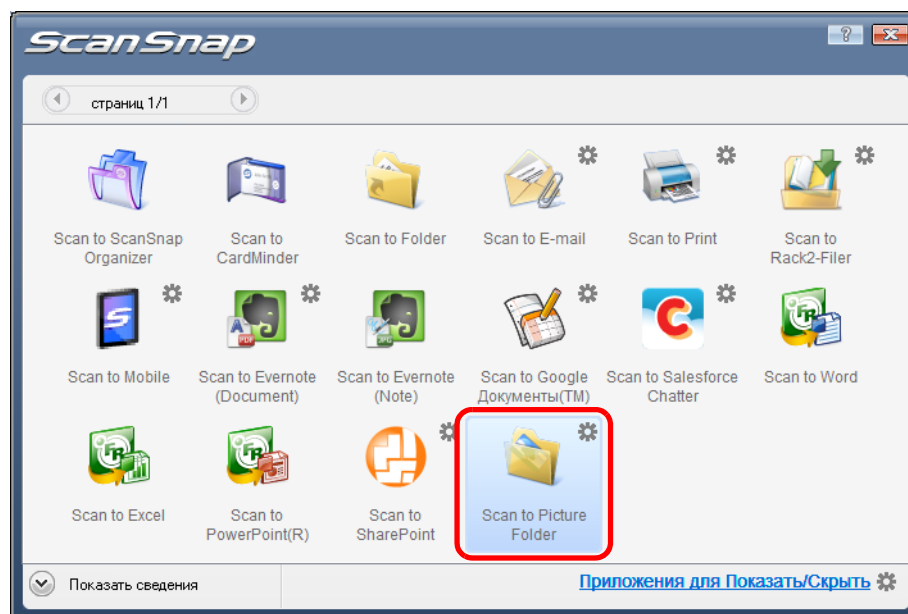 ScanSnap
?
страниц 1/1
Scan to ScanSnap
Organizer
Scan to
CardMinder
Scan to Folder
Scan to E-mail
Scan to Print
Scan to
Rack2-Filer
Scan to Mobile
Scan to Evernote
(Document)
Scan to Evernote
(Note)
Scan to Google
Документы(TM)
Scan to Salesforce
Chatter
Scan to Word
Scan to Excel
Scan to
PowerPoint(R)
Scan to
SharePoint
Scan to Picture
Folder
Показать сведения
Приложения для Показать/Скрыть